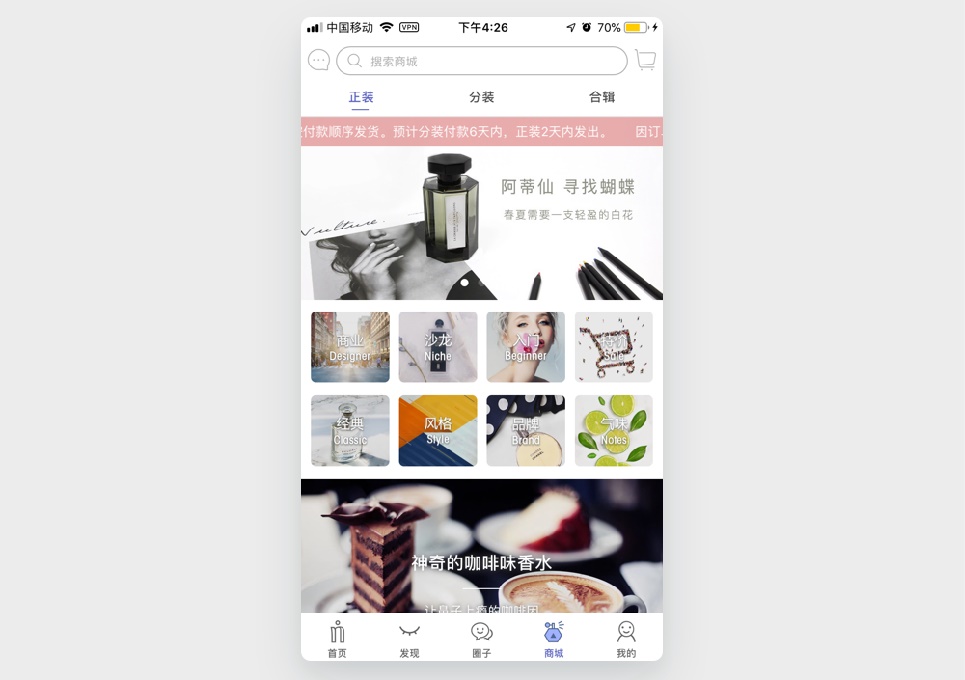 中国移动 VPN 下午4:26 70%
搜索商城
正装 分装 合辑
付款顺序发货。预计分装付款6天内，正装2天内发出。 因订
阿蒂仙 寻找蝴蝶
春夏需要一支轻盈的白花
Vulture
商业 沙龙 入门 特价
Designer Niche Beginner Sale
经典 风格 品牌 气味
Classic Style Brand Notes
神奇的咖啡味香水
让鼻子上瘾的咖啡因
首页 发现 圈子 商城 我的